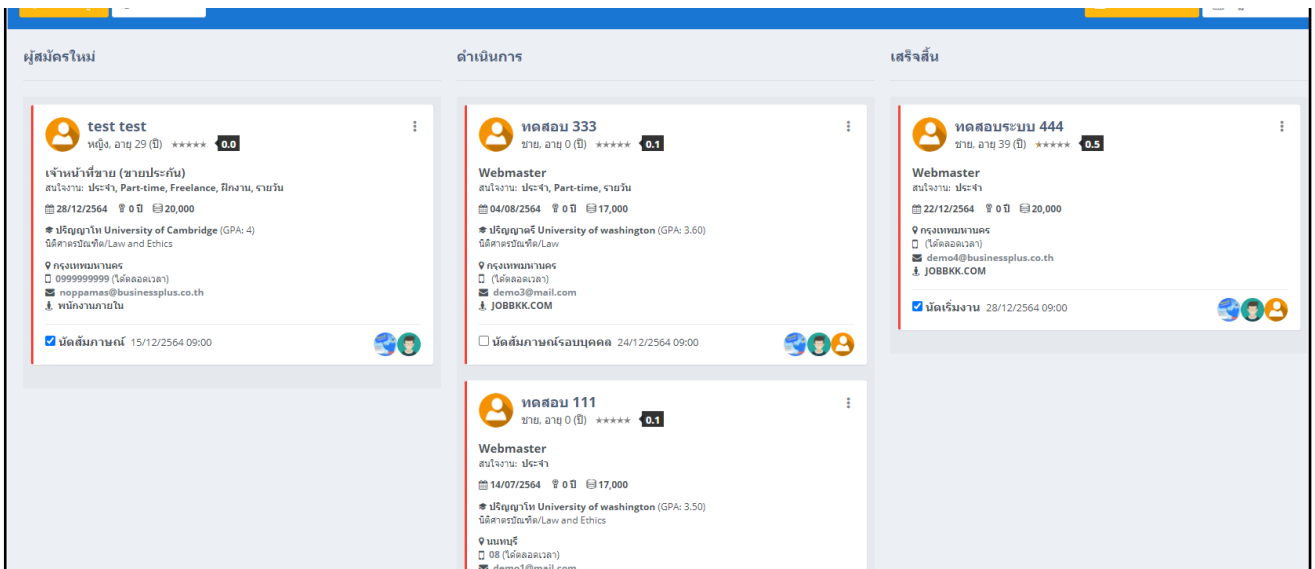 ผู้สมัครใหม่
test test
หญิง, อายุ 29 (ปี) ★★★★★ 0.0
เจ้าหน้าที่ขาย (ขายประกัน)
สนใจงาน: ประจำ, Part-time, Freelance, ฝึกงาน, รายวัน
28/12/2564 0 ปี 20,000
ปริญญาโท University of Cambridge (GPA: 4)
นิติศาตรบัณฑิต/Law and Ethics
กรุงเทพมหานคร
0999999999 (ได้ตลอดเวลา)
noppamas@businessplus.co.th
พนักงานภายใน
นัดสัมภาษณ์ 15/12/2564 09:00
ดำเนินการ
ทดสอบ 333
ชาย, อายุ 0 (ปี) ★★★★★ 0.1
Webmaster
สนใจงาน: ประจำ, Part-time, รายวัน
04/08/2564 0 ปี 17,000
ปริญญาตรี University of washington (GPA: 3.60)
นิติศาตรบัณฑิต/Law
กรุงเทพมหานคร
(ได้ตลอดเวลา)
demo3@mail.com
JOBBKK.COM
นัดสัมภาษณ์รอบบุคคล 24/12/2564 09:00
ทดสอบ 111
ชาย, อายุ 0 (ปี) ★★★★★ 0.1
Webmaster
สนใจงาน: ประจำ
14/07/2564 0 ปี 17,000
ปริญญาโท University of washington (GPA: 3.50)
นิติศาตรบัณฑิต/Law and Ethics
นนทบุรี
08 (ได้ตลอดเวลา)
demo1@mail.com
เสร็จสิ้น
ทดสอบระบบ 444
ชาย, อายุ 39 (ปี) ★★★★★ 0.5
Webmaster
สนใจงาน: ประจำ
22/12/2564 0 ปี 20,000
กรุงเทพมหานคร
(ได้ตลอดเวลา)
demo4@businessplus.co.th
JOBBKK.COM
นัดเริ่มงาน 28/12/2564 09:00